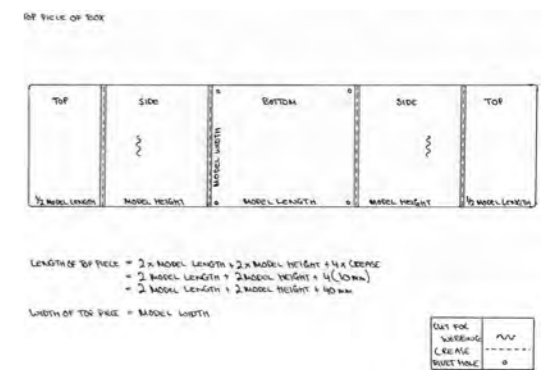 TOP PIECE OF BOX
TOP SIDE BOTTOM SIDE TOP
MODEL WIDTH
1/2 MODEL LENGTH MODEL HEIGHT MODEL LENGTH MODEL HEIGHT 1/2 MODEL LENGTH
LENGTH OF TOP PIECE = 2 x MODEL LENGTH + 2 x MODEL HEIGHT + 4 x CREASE
= 2 MODEL LENGTH + 2 MODEL HEIGHT + 4(10mm)
= 2 MODEL LENGTH + 2 MODEL HEIGHT + 40mm
WIDTH OF TOP PIECE = MODEL WIDTH
CUT FOR
WEBBING
CREASE
RIVET HOLE